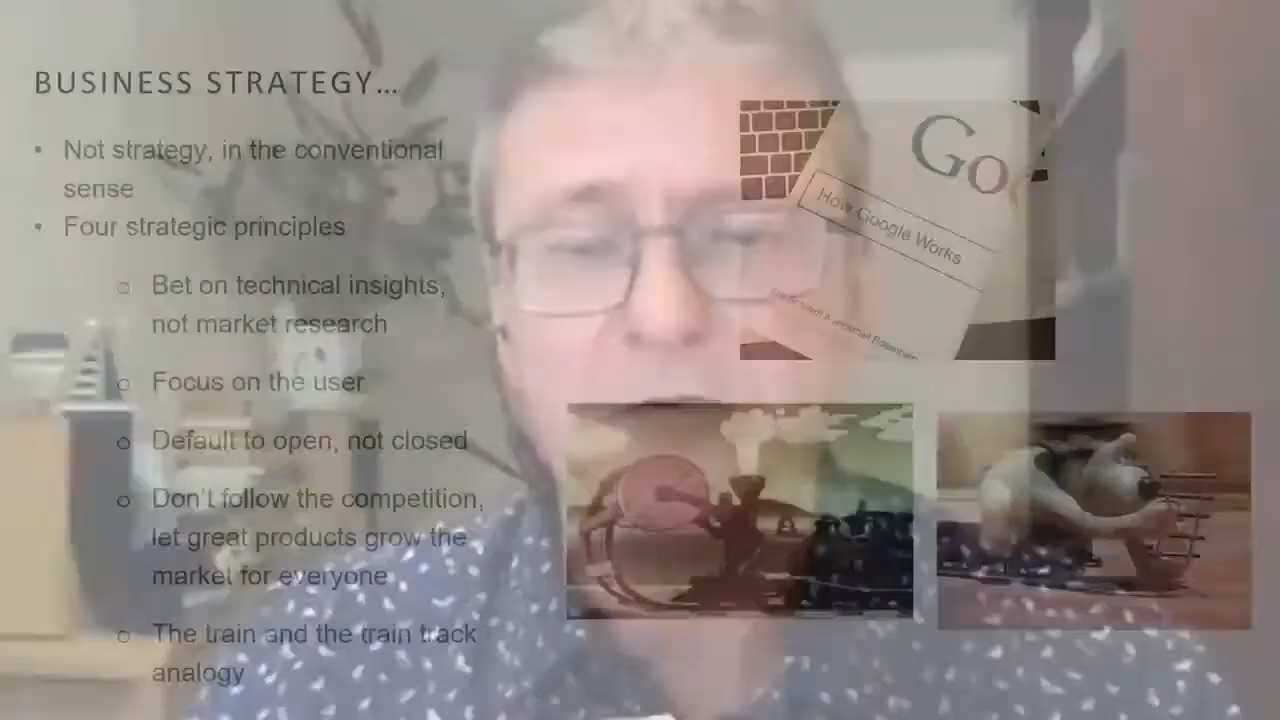 BUSINESS STRATEGY…
• Not strategy, in the conventional
sense
• Four strategic principles
o Bet on technical insights,
not market research
o Focus on the user
o Default to open, not closed
o Don't follow the competition,
let great products grow the
market for everyone
o The train and the train track
analogy
Goo
How Google Works